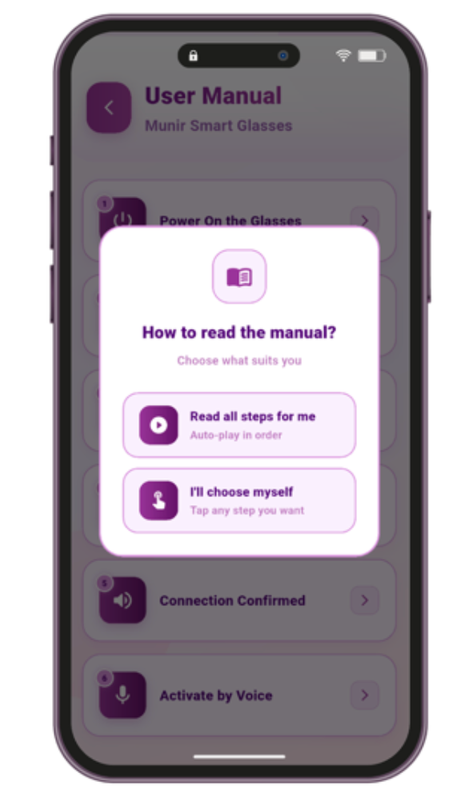 User Manual
Munir Smart Glasses
1
Power On the Glasses
How to read the manual?
Choose what suits you
Read all steps for me
Auto-play in order
I'll choose myself
Tap any step you want
5
Connection Confirmed
6
Activate by Voice